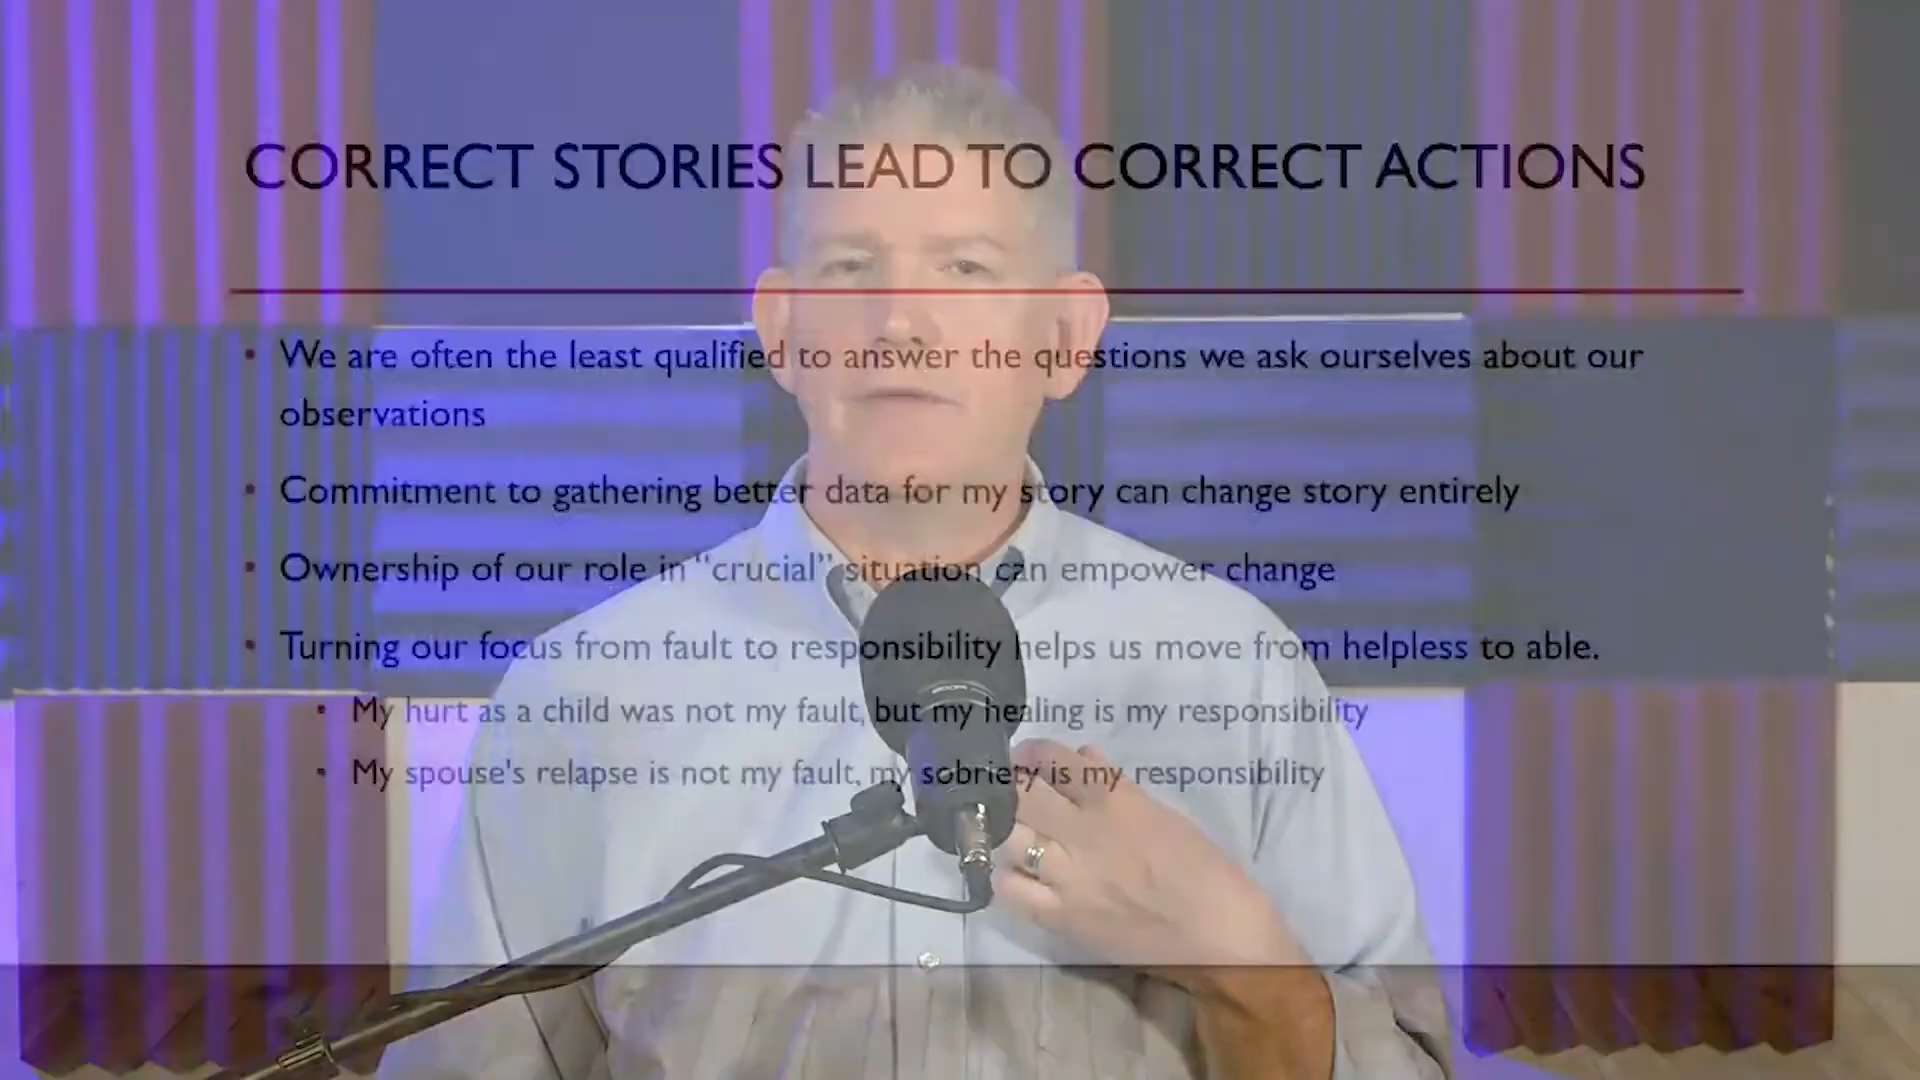 CORRECT STORIES LEAD TO CORRECT ACTIONS
• We are often the least qualified to answer the questions we ask ourselves about our
observations
• Commitment to gathering better data for my story can change story entirely
• Ownership of our role in “crucial” situation can empower change
• Turning our focus from fault to responsibility helps us move from helpless to able.
• My hurt as a child was not my fault, but my healing is my responsibility
• My spouse's relapse is not my fault, my sobriety is my responsibility